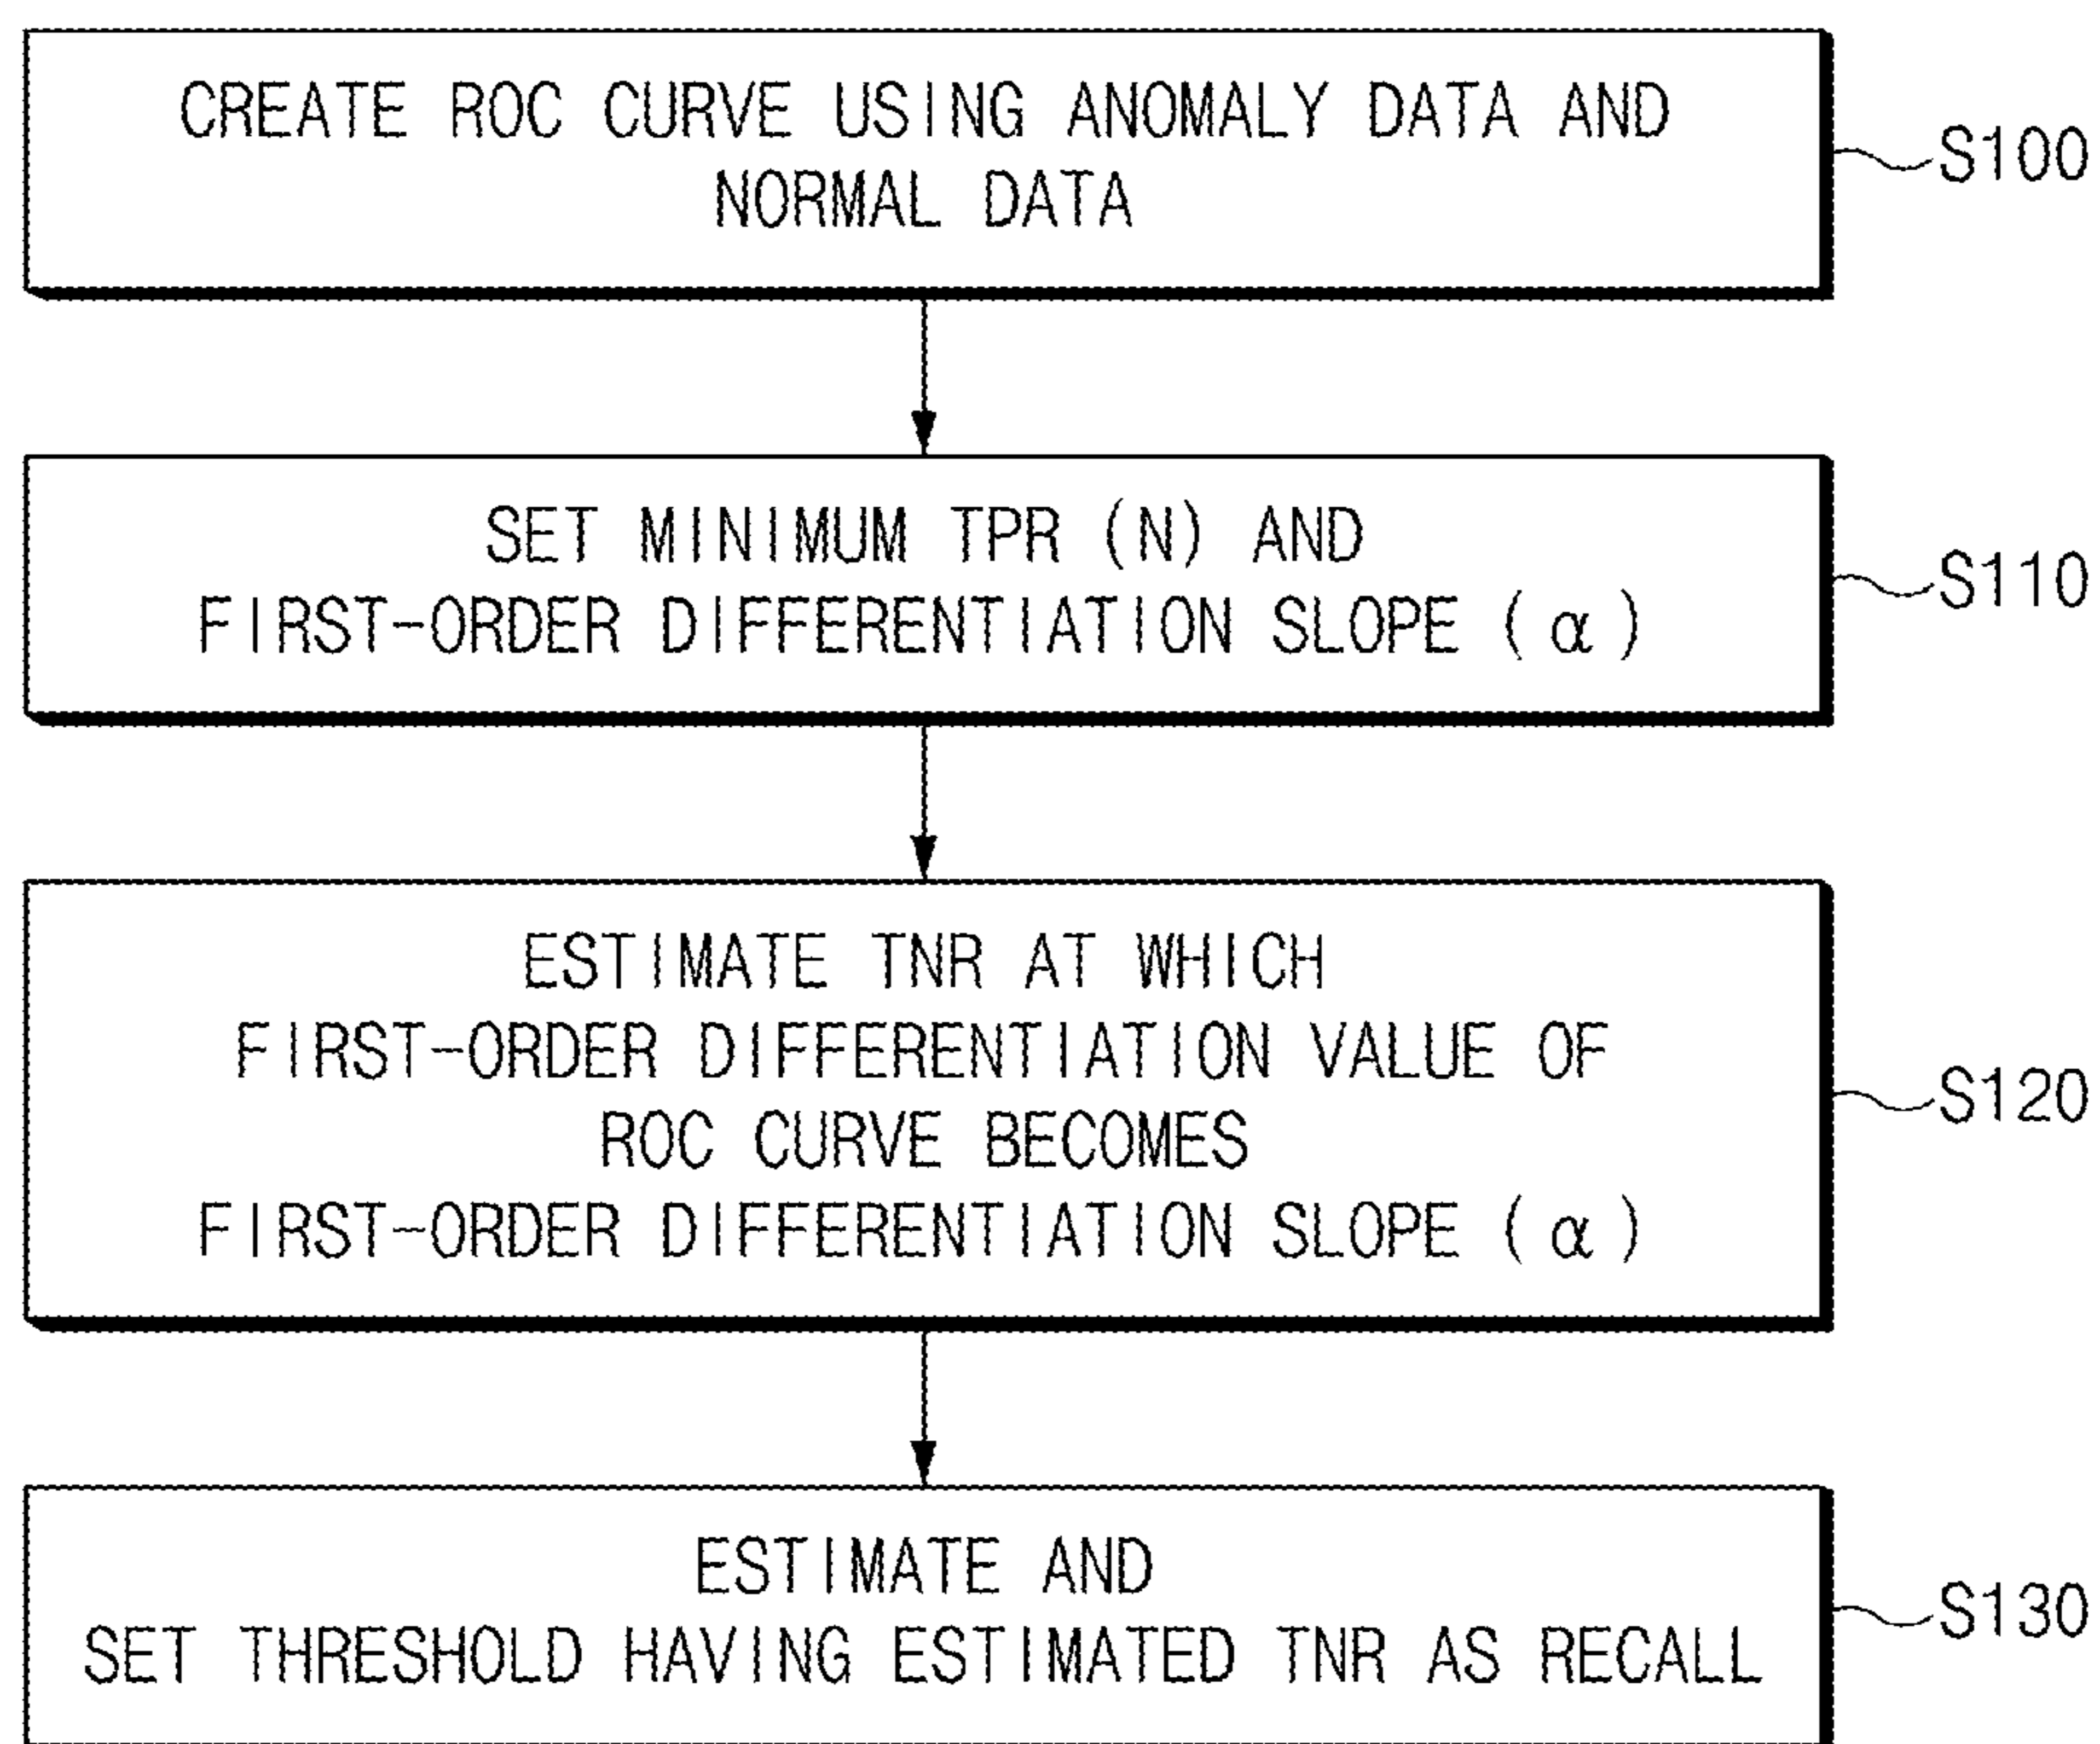 CREATE ROC CURVE USING ANOMALY DATA AND
NORMAL DATA
S100
SET MINIMUM TPR (N) AND
FIRST-ORDER DIFFERENTIATION SLOPE (α)
S110
ESTIMATE TNR AT WHICH
FIRST-ORDER DIFFERENTIATION VALUE OF
ROC CURVE BECOMES
FIRST-ORDER DIFFERENTIATION SLOPE (α)
S120
ESTIMATE AND
SET THRESHOLD HAVING ESTIMATED TNR AS RECALL
S130